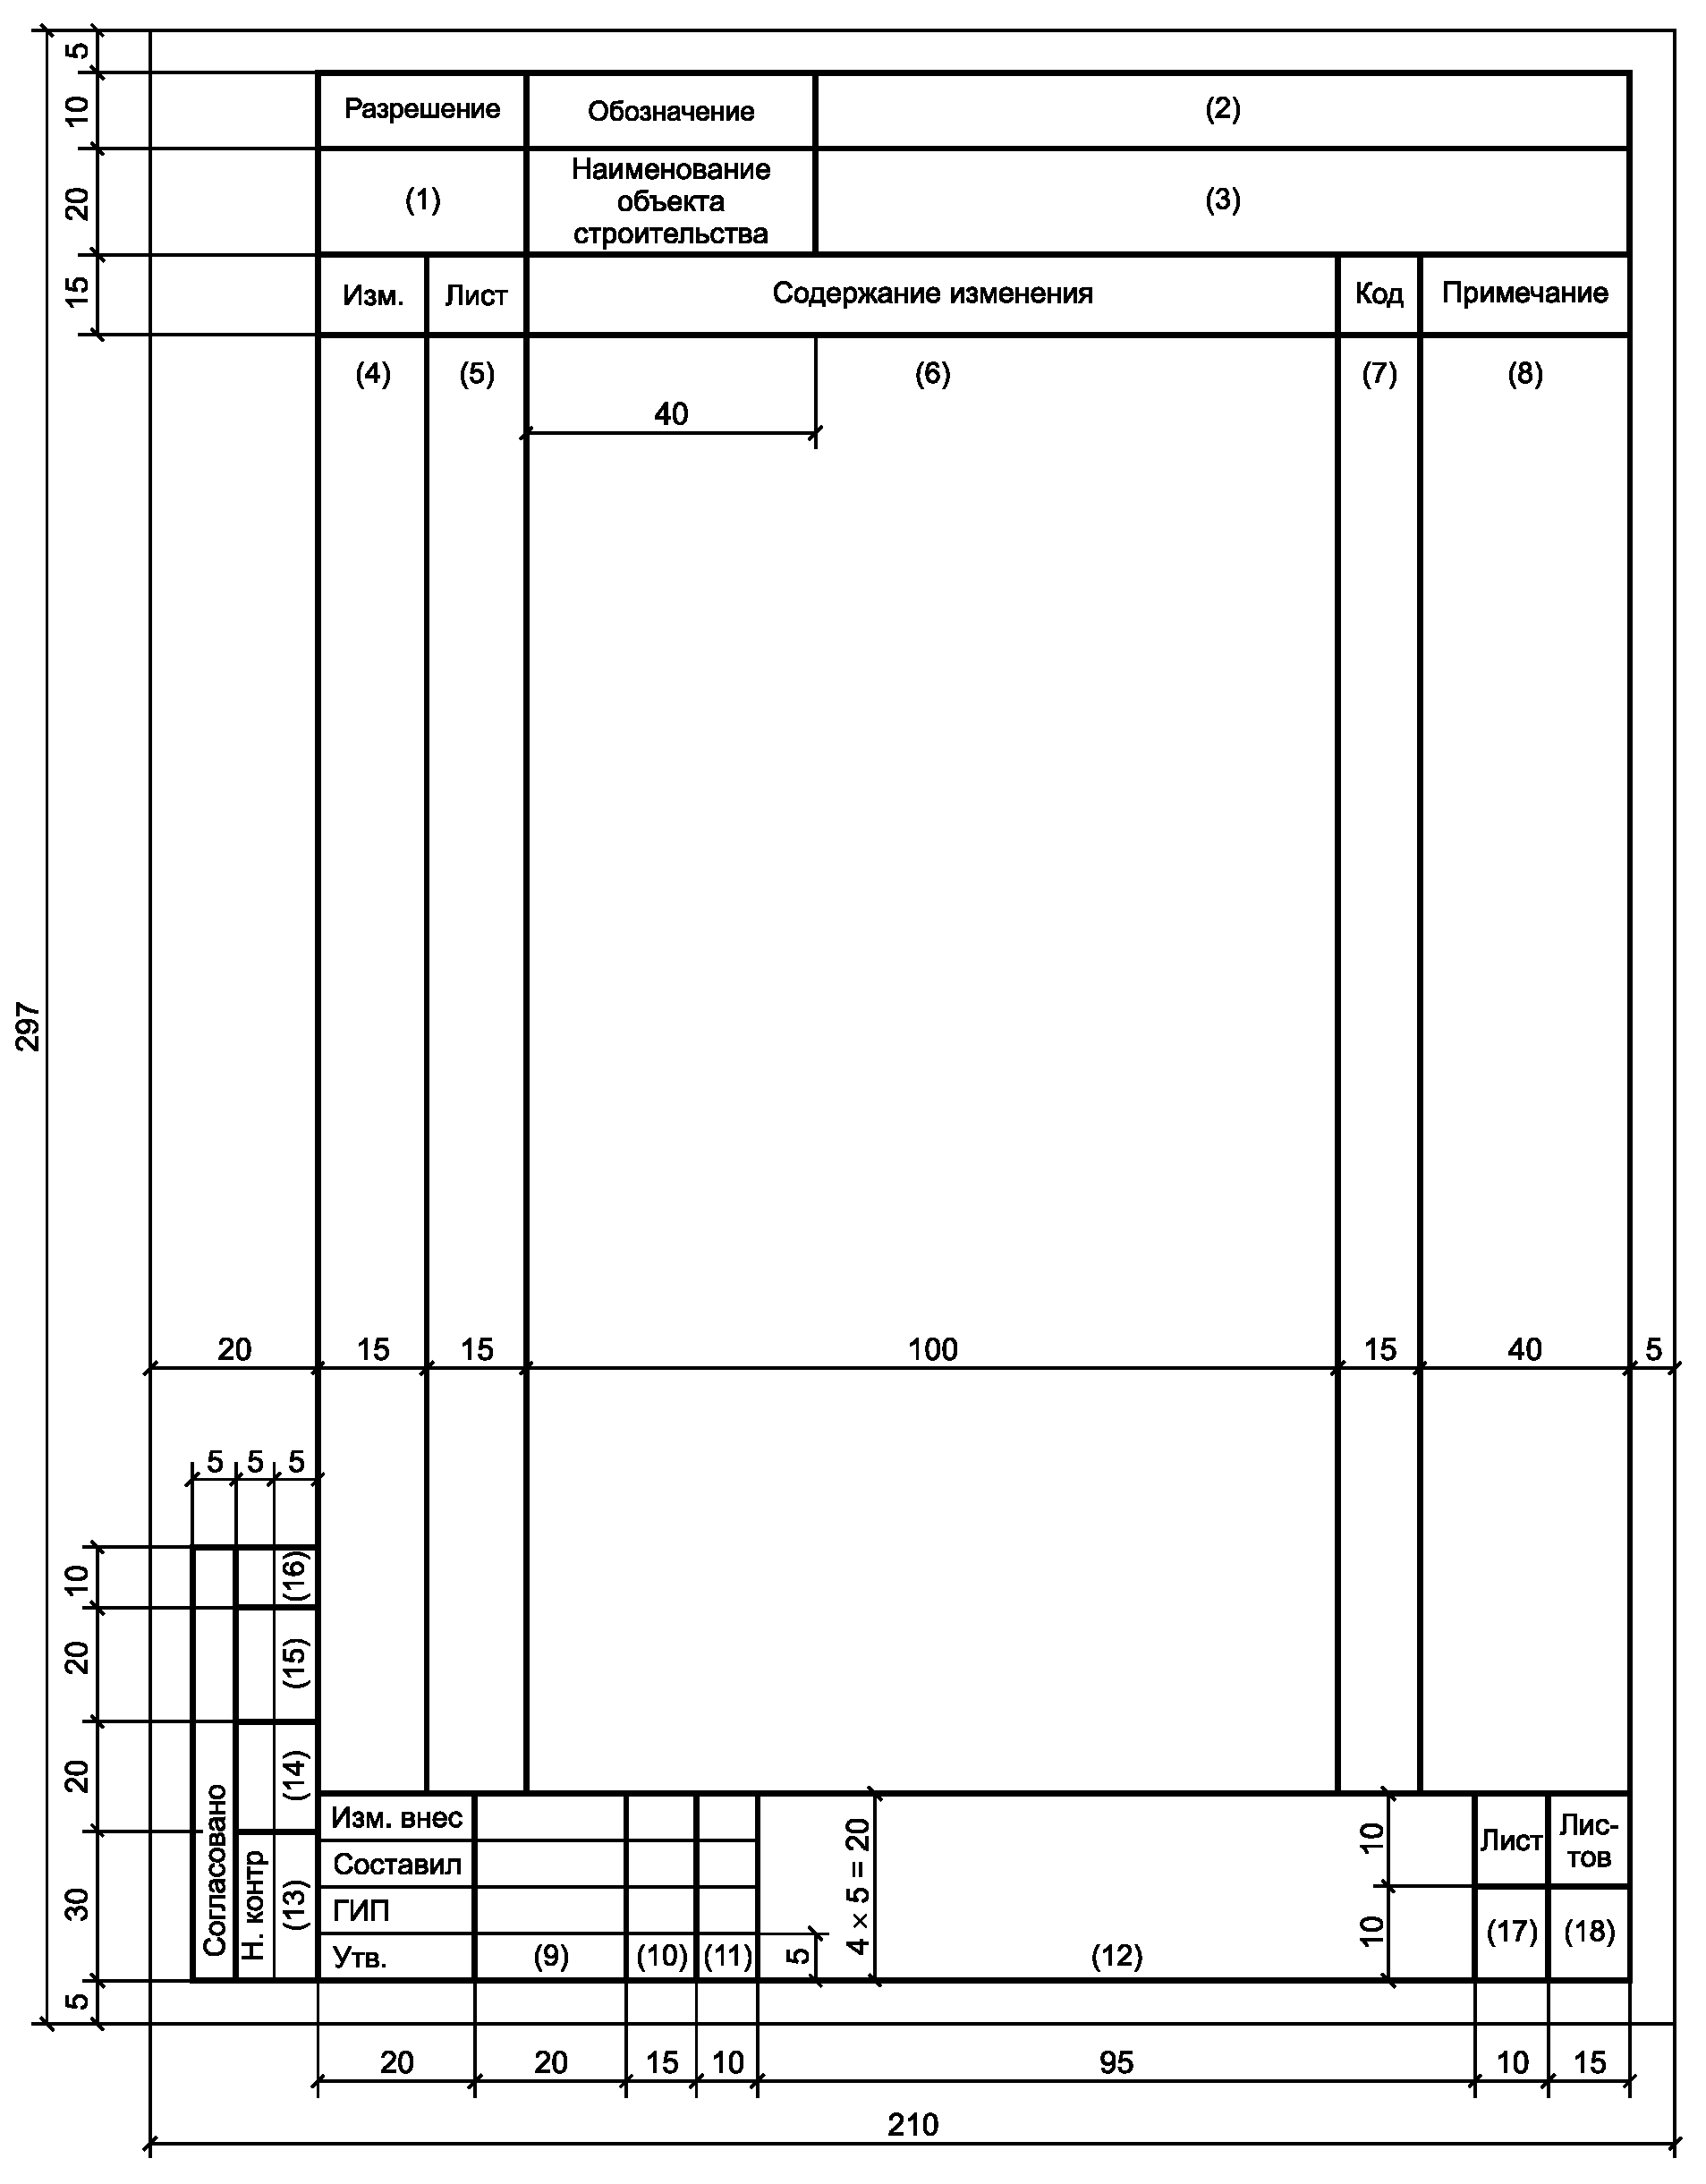 5
10
Разрешение
Обозначение
(2)
20
(1)
Наименование
объекта
строительства
(3)
15
Изм.
Лист
Содержание изменения
Код
Примечание
(4)
(5)
(6)
(7)
(8)
40
297
20
15
15
100
15
40
5
5
5
5
10
(16)
20
(15)
20
(14)
30
Согласовано
Н. контр
(13)
Изм. внес
Составил
ГИП
Утв.
(9)
(10)
(11)
5
4 × 5 = 20
(12)
10
10
Лист
Лис-
тов
(17)
(18)
5
20
20
15
10
95
10
15
210